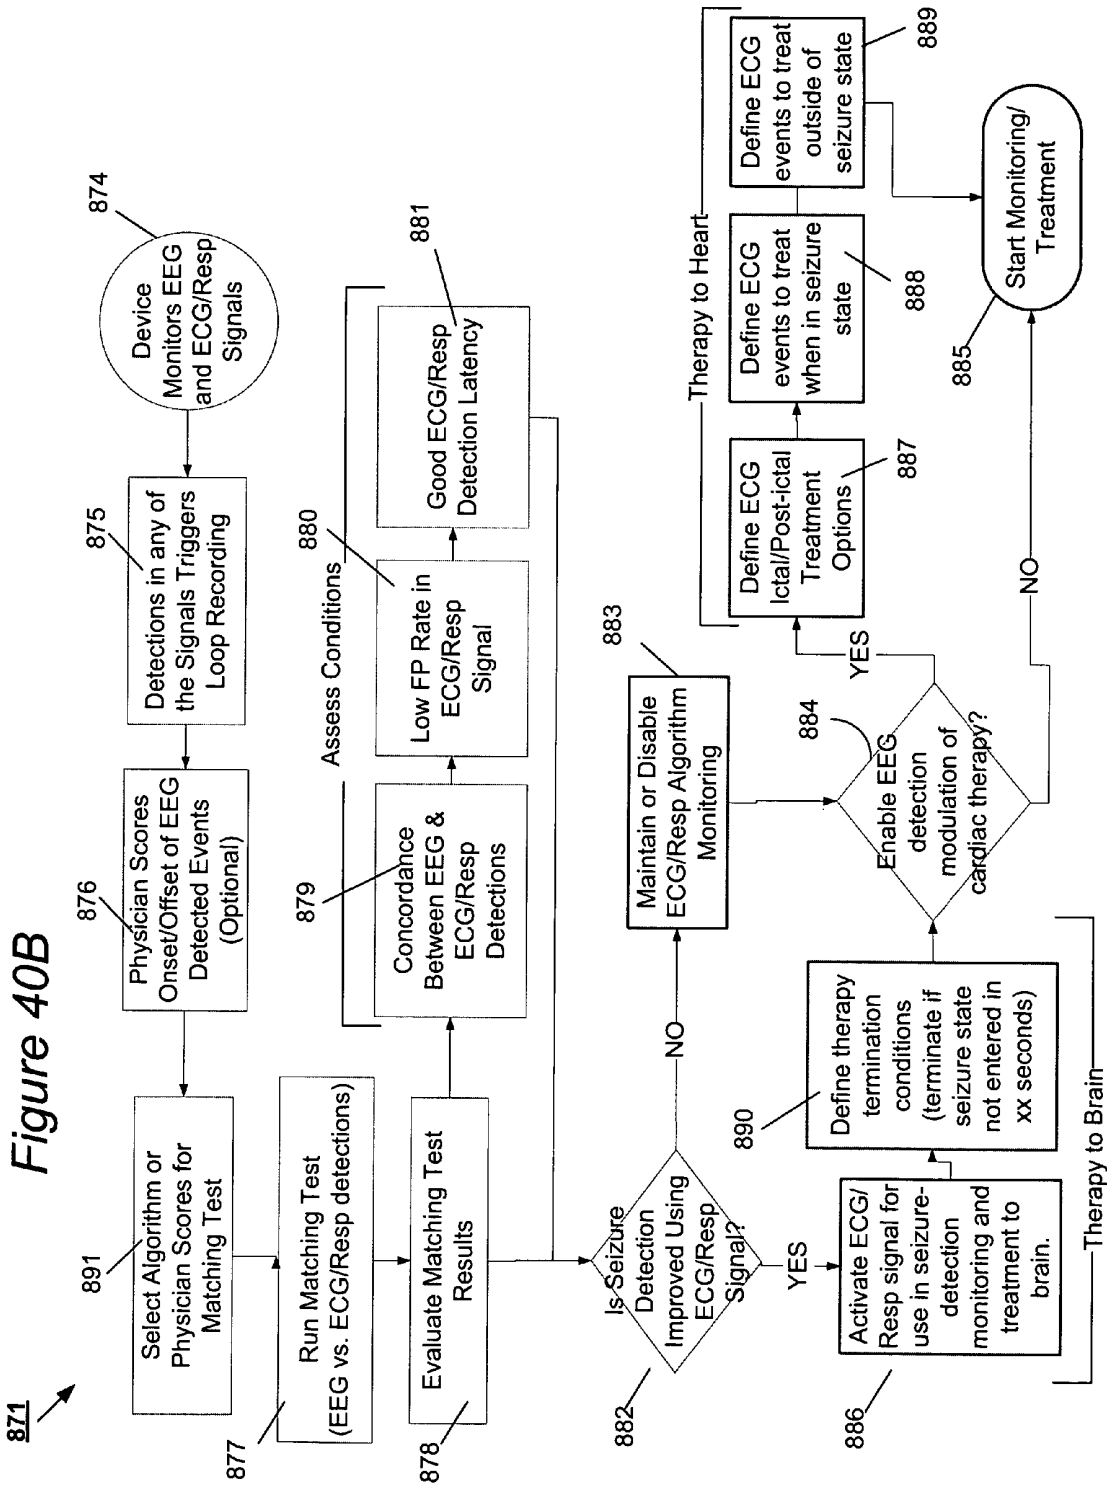 Figure 40B
871
874
Device
Monitors EEG
and ECG/Resp
Signals
875
Detections in any of
the Signals Triggers
Loop Recording
876
Physician Scores
Onset/Offset of EEG
Detected Events
(Optional)
891
Select Algorithm or
Physician Scores for
Matching Test
877
Run Matching Test
(EEG vs. ECG/Resp detections)
878
Evaluate Matching Test
Results
Assess Conditions
879
Concordance
Between EEG &
ECG/Resp
Detections
880
Low FP Rate in
ECG/Resp
Signal
881
Good ECG/Resp
Detection Latency
882
Is Seizure
Detection
Improved Using
ECG/Resp
Signal?
NO
883
Maintain or Disable
ECG/Resp Algorithm
Monitoring
YES
886
Activate ECG/
Resp signal for
use in seizure-
detection
monitoring and
treatment to
brain.
890
Define therapy
termination
conditions
(terminate if
seizure state
not entered in
xx seconds)
Therapy to Brain
884
Enable EEG
detection
modulation of
cardiac therapy?
YES
NO
Therapy to Heart
887
Define ECG
Ictal/Post-ictal
Treatment
Options
888
Define ECG
events to treat
when in seizure
state
889
Define ECG
events to treat
outside of
seizure state
885
Start Monitoring/
Treatment